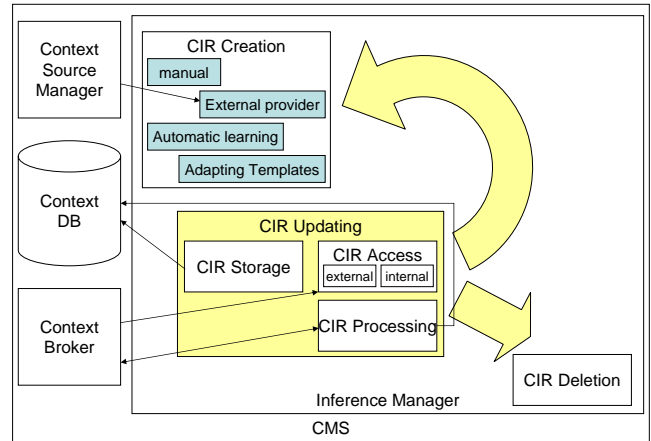 Context
Source
Manager
CIR Creation
manual
External provider
Automatic learning
Adapting Templates
Context
DB
CIR Updating
CIR Storage
CIR Access
external
internal
CIR Processing
Context
Broker
CIR Deletion
Inference Manager
CMS